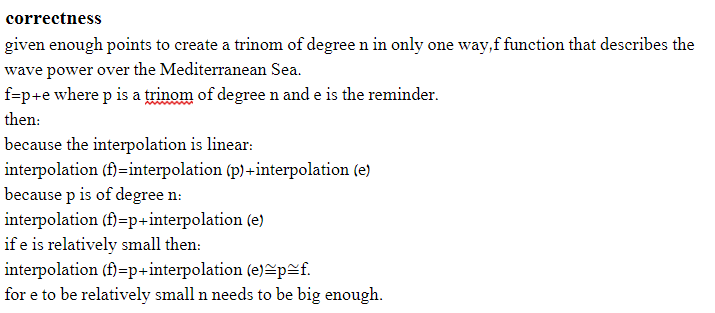 correctness
given enough points to create a trinom of degree n in only one way,f function that describes the
wave power over the Mediterranean Sea.
f=p+e where p is a trinom of degree n and e is the reminder.
then:
because the interpolation is linear:
interpolation (f)=interpolation (p)+interpolation (e)
because p is of degree n:
interpolation (f)=p+interpolation (e)
if e is relatively small then:
interpolation (f)=p+interpolation (e)≅p≅f.
for e to be relatively small n needs to be big enough.